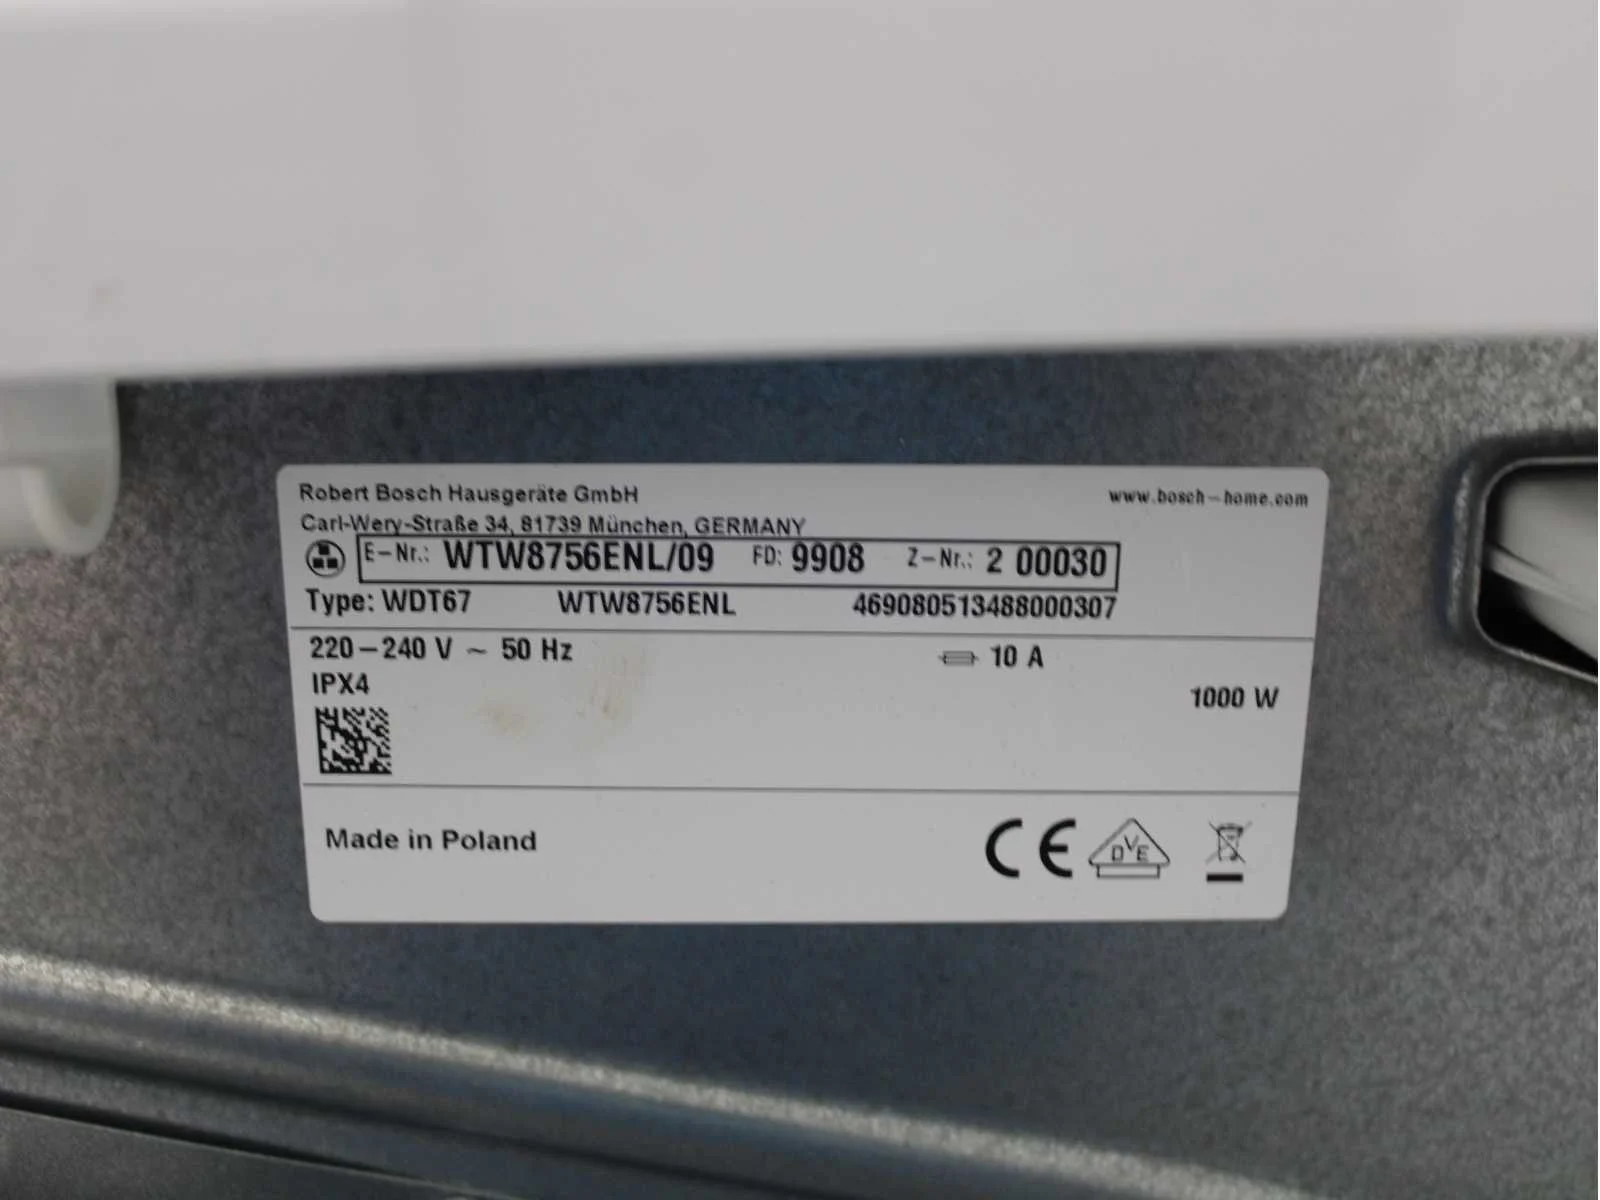 Robert Bosch Hausgeräte GmbH www.bosch-home.com
Carl-Wery-Straße 34, 81739 München, GERMANY
E-Nr.: WTW8756ENL/09 FD: 9908 Z-Nr.: 2 00030
Type: WDT67 WTW8756ENL 469080513488000307
220-240 V ~ 50 Hz 10 A
IPX4
1000 W
Made in Poland
CE DVE